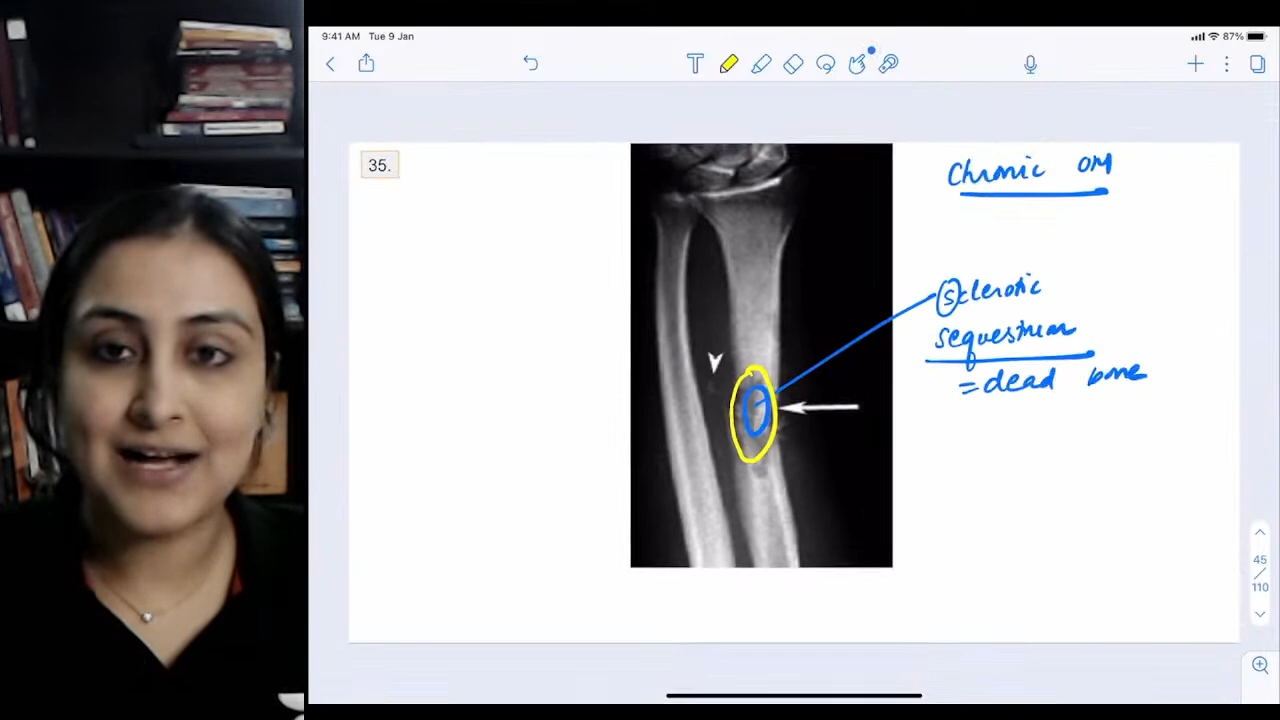 9:41 AM Tue 9 Jan
87%
T
35.
Chronic OM
sclerotic
sequestrum
= dead bone
45
/
110